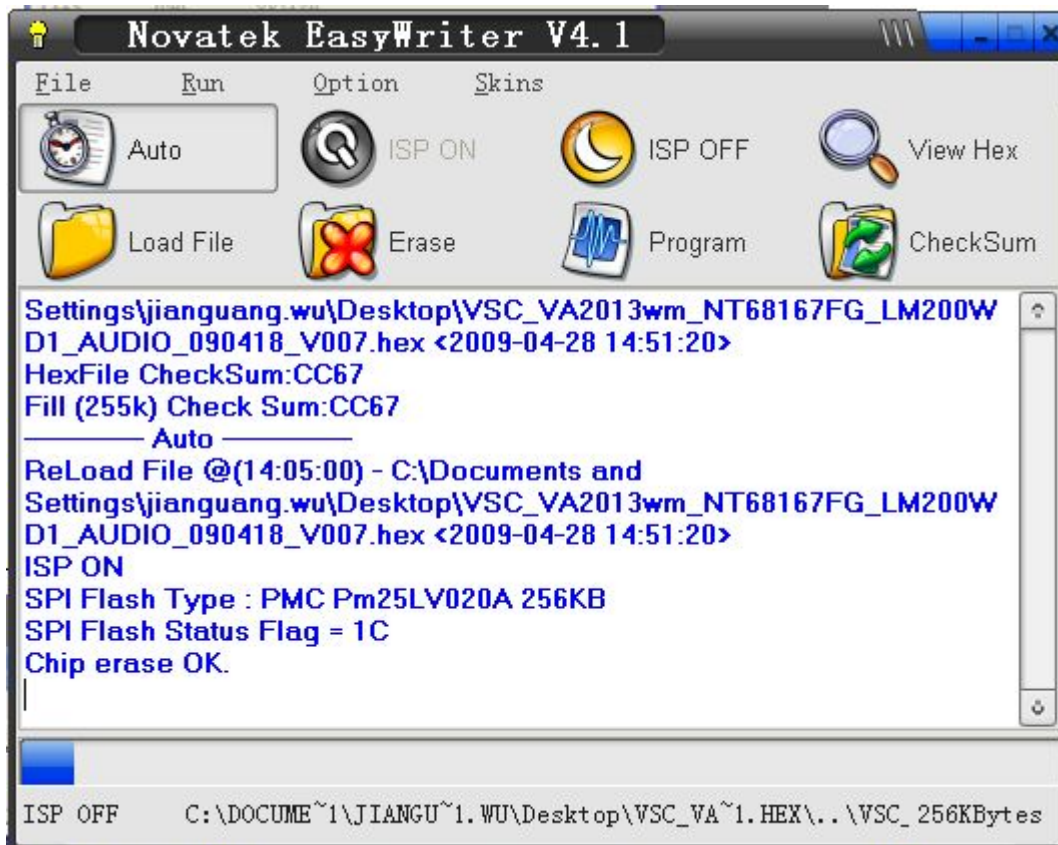 Novatek EasyWriter V4.1
File Run Option Skins
Auto ISP ON ISP OFF View Hex
Load File Erase Program CheckSum
Settings\jianguang.wu\Desktop\VSC_VA2013wm_NT68167FG_LM200W
D1_AUDIO_090418_V007.hex <2009-04-28 14:51:20>
HexFile CheckSum:CC67
Fill (255k) Check Sum:CC67
———— Auto ————
ReLoad File @(14:05:00) - C:\Documents and
Settings\jianguang.wu\Desktop\VSC_VA2013wm_NT68167FG_LM200W
D1_AUDIO_090418_V007.hex <2009-04-28 14:51:20>
ISP ON
SPI Flash Type : PMC Pm25LV020A 256KB
SPI Flash Status Flag = 1C
Chip erase OK.
ISP OFF C:\DOCUME~1\JIANGU~1.WU\Desktop\VSC_VA~1.HEX\..\VSC_ 256KBytes